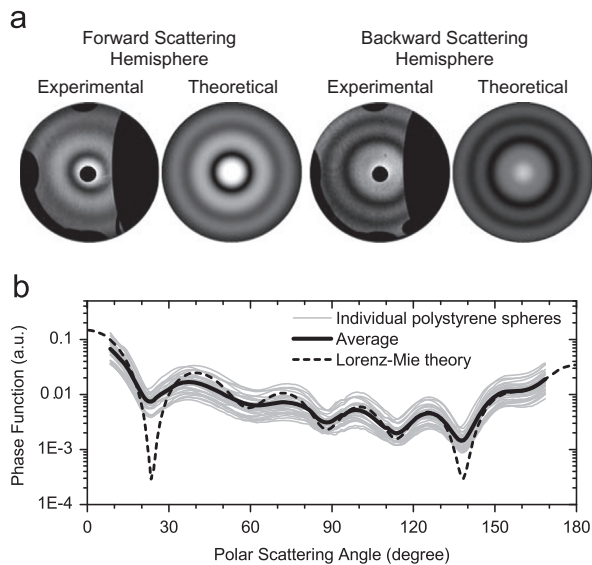 a
Forward Scattering
Hemisphere
Backward Scattering
Hemisphere
Experimental
Theoretical
Experimental
Theoretical
b
Individual polystyrene spheres
Average
Lorenz-Mie theory
Phase Function (a.u.)
0.1
0.01
1E-3
1E-4
0 30 60 90 120 150 180
Polar Scattering Angle (degree)